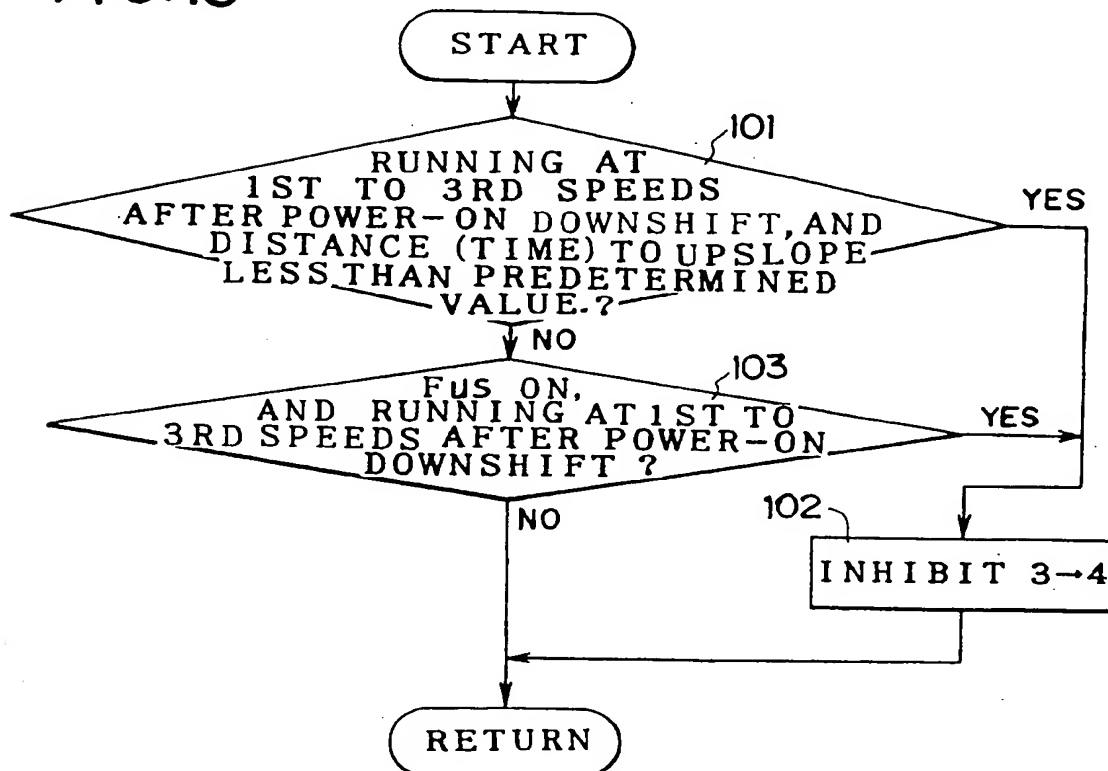 START
101
RUNNING AT
1ST TO 3RD SPEEDS
AFTER POWER-ON DOWNSHIFT, AND
DISTANCE (TIME) TO UPSLOPE
LESS THAN PREDETERMINED
VALUE.?
YES
NO
103
FUS ON,
AND RUNNING AT 1ST TO
3RD SPEEDS AFTER POWER-ON
DOWNSHIFT ?
YES
NO
102
INHIBIT 3→4
RETURN